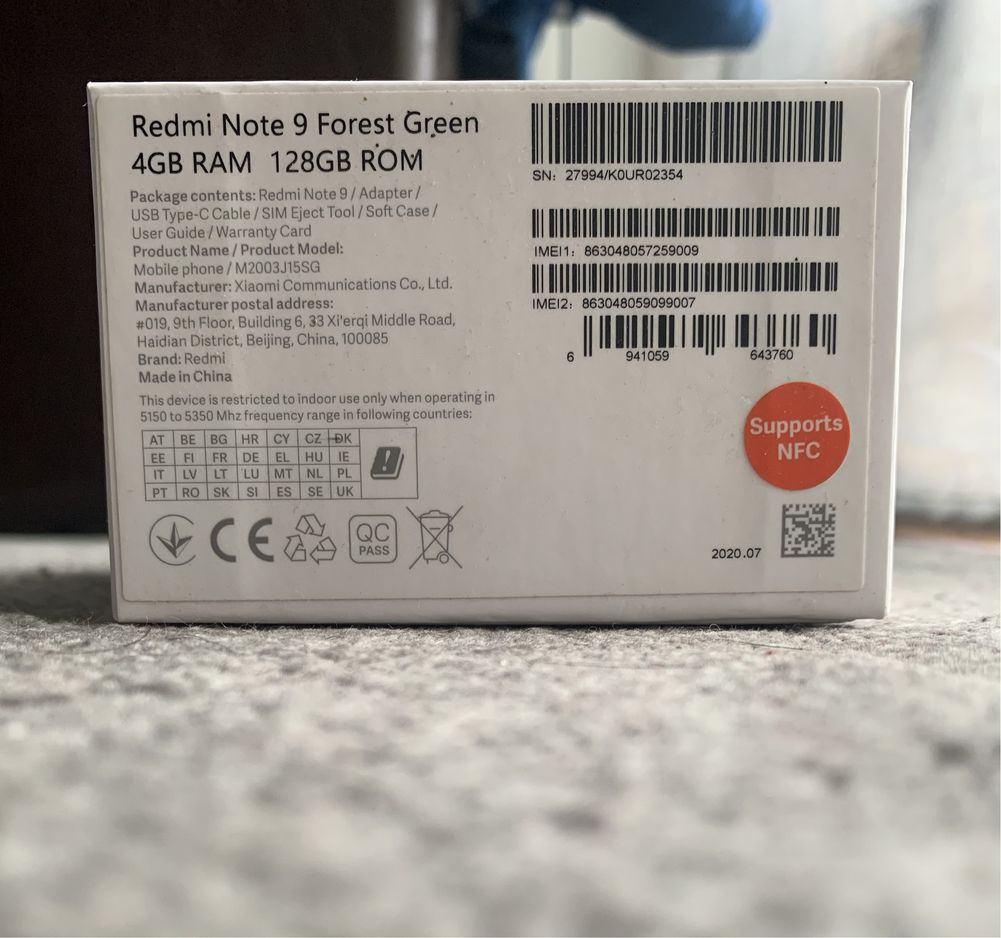 Redmi Note 9 Forest Green
4GB RAM 128GB ROM
Package contents: Redmi Note 9 / Adapter /
USB Type-C Cable / SIM Eject Tool / Soft Case /
User Guide / Warranty Card
Product Name / Product Model:
Mobile phone / M2003J15SG
Manufacturer: Xiaomi Communications Co., Ltd.
Manufacturer postal address:
#019, 9th Floor, Building 6, 33 Xi'erqi Middle Road,
Haidian District, Beijing, China, 100085
Brand: Redmi
Made in China
This device is restricted to indoor use only when operating in
5150 to 5350 Mhz frequency range in following countries:
AT BE BG HR CY CZ DK
EE FI FR DE EL HU IE
IT LV LT LU MT NL PL
PT RO SK SI ES SE UK
CE
QC
PASS
SN: 27994/K0UR02354
IMEI1: 863048057259009
IMEI2: 863048059099007
6 941059 643760
Supports
NFC
2020.07